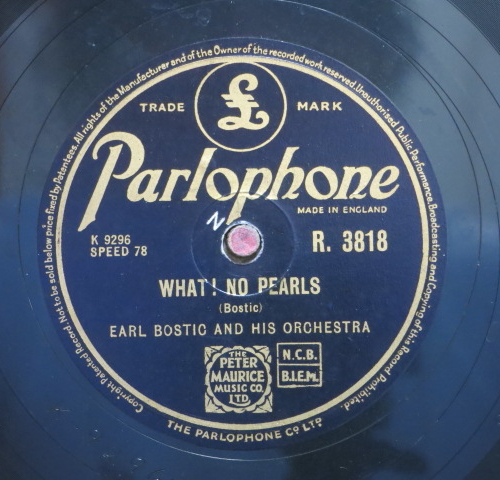 Copyright Patented Record. Not to be sold below price fixed by Patentees. All rights of the Manufacturer and of the Owner of the recorded work reserved. Unauthorised Public Performance, Broadcasting and Copying of this Record Prohibited.
£
TRADE MARK
Parlophone
MADE IN ENGLAND
K 9296
SPEED 78
R. 3818
N
WHAT! NO PEARLS
(Bostic)
EARL BOSTIC AND HIS ORCHESTRA
THE
PETER
MAURICE
MUSIC CO.
LTD
N.C.B.
B.I.E.M.
THE PARLOPHONE Co LTD